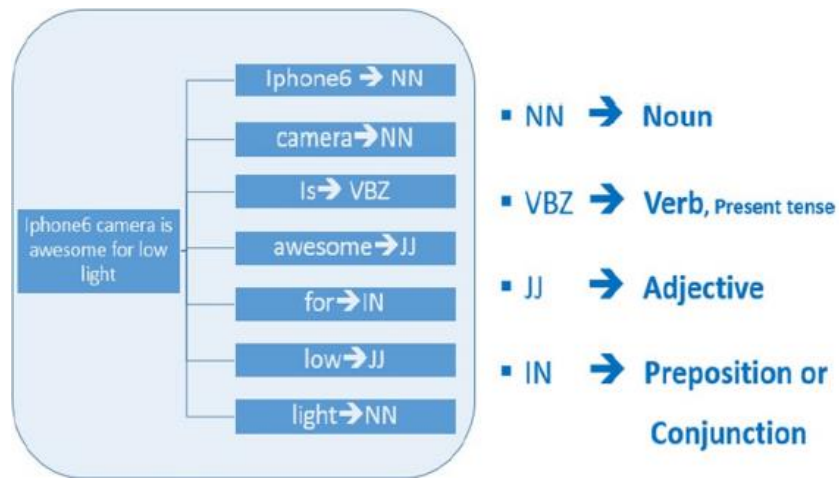 Iphone6 camera is
awesome for low
light
Iphone6 ➔ NN
camera➔NN
Is➔ VBZ
awesome➔JJ
for➔IN
low➔JJ
light➔NN
▪ NN ➔ Noun
▪ VBZ ➔ Verb, Present tense
▪ JJ ➔ Adjective
▪ IN ➔ Preposition or
Conjunction